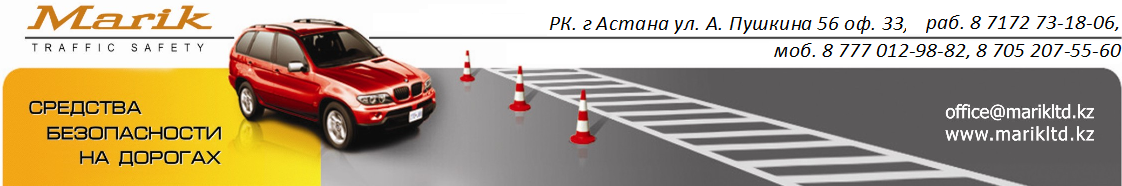 Marik
TRAFFIC SAFETY
РК. г Астана ул. А. Пушкина 56 оф. 33, раб. 8 7172 73-18-06,
моб. 8 777 012-98-82, 8 705 207-55-60
СРЕДСТВА
БЕЗОПАСНОСТИ
НА ДОРОГАХ
office@marikltd.kz
www.marikltd.kz